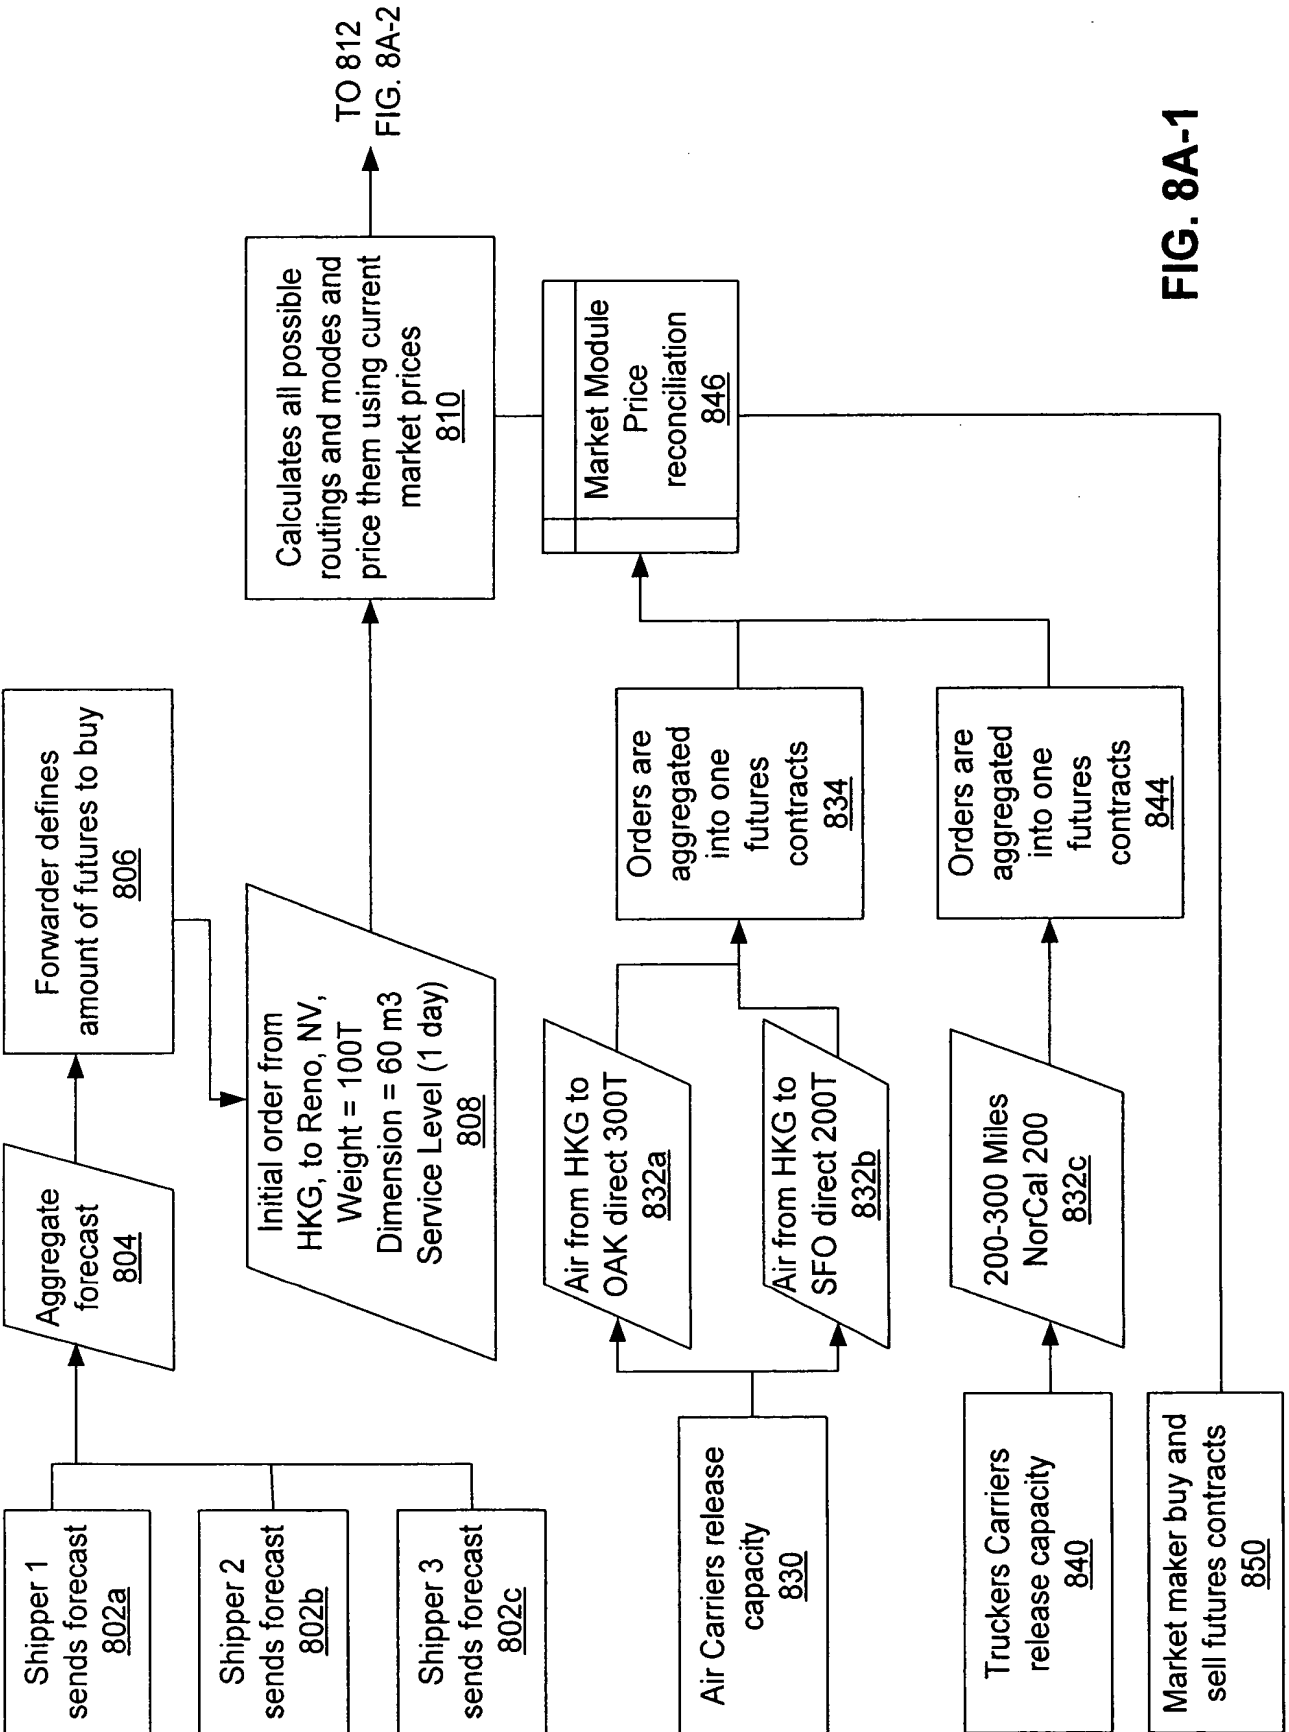 Shipper 1
sends forecast
802a
Shipper 2
sends forecast
802b
Shipper 3
sends forecast
802c
Aggregate
forecast
804
Forwarder defines
amount of futures to buy
806
Initial order from
HKG, to Reno, NV,
Weight = 100T
Dimension = 60 m3
Service Level (1 day)
808
Calculates all possible
routings and modes and
price them using current
market prices
810
TO 812
FIG. 8A-2
Air Carriers release
capacity
830
Air from HKG to
OAK direct 300T
832a
Air from HKG to
SFO direct 200T
832b
Orders are
aggregated
into one
futures
contracts
834
Market Module
Price
reconciliation
846
Truckers Carriers
release capacity
840
200-300 Miles
NorCal 200
832c
Orders are
aggregated
into one
futures
contracts
844
Market maker buy and
sell futures contracts
850
FIG. 8A-1